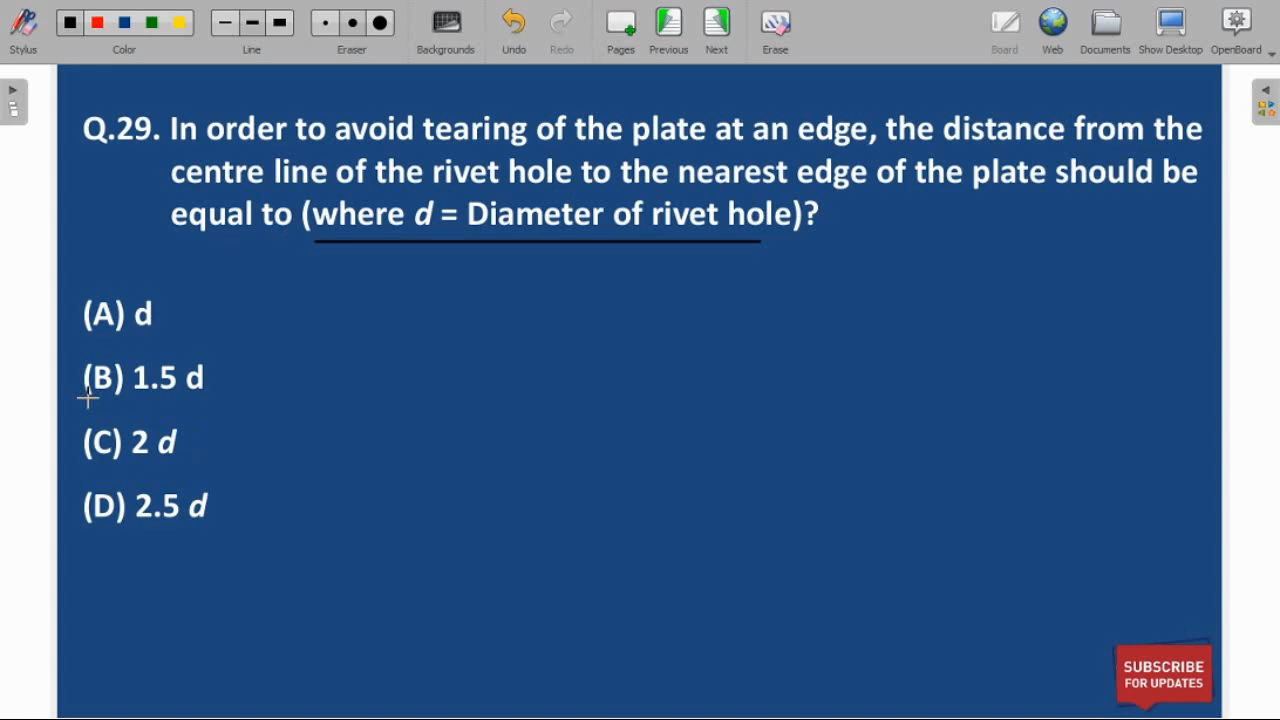 Stylus
Color
Line
Eraser
Backgrounds
Undo
Redo
Pages
Previous
Next
Erase
Board
Web
Documents
Show Desktop
OpenBoard
Q.29. In order to avoid tearing of the plate at an edge, the distance from the
centre line of the rivet hole to the nearest edge of the plate should be
equal to (where d = Diameter of rivet hole)?
(A) d
(B) 1.5 d
(C) 2 d
(D) 2.5 d
SUBSCRIBE
FOR UPDATES